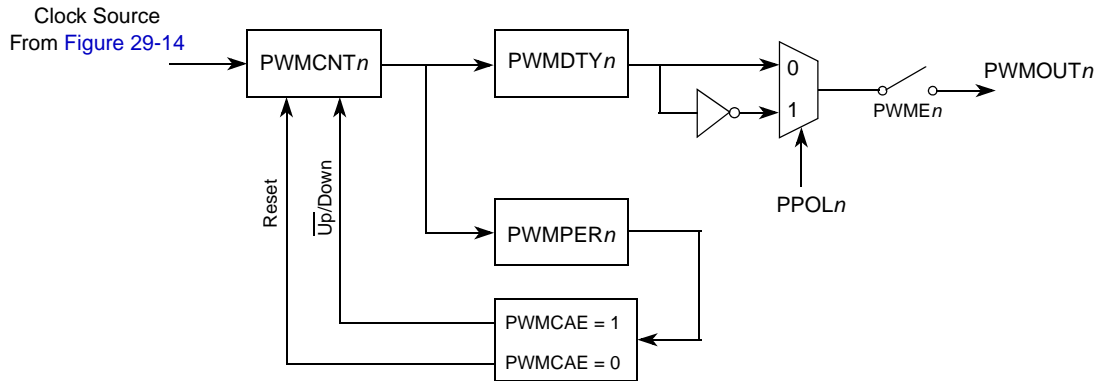 Clock Source
From Figure 29-14
PWMCNTn
PWMDTYn
0
1
PWMEn
PWMOUTn
PPOLn
Reset
Up/Down
PWMPERn
PWMCAE = 1
PWMCAE = 0